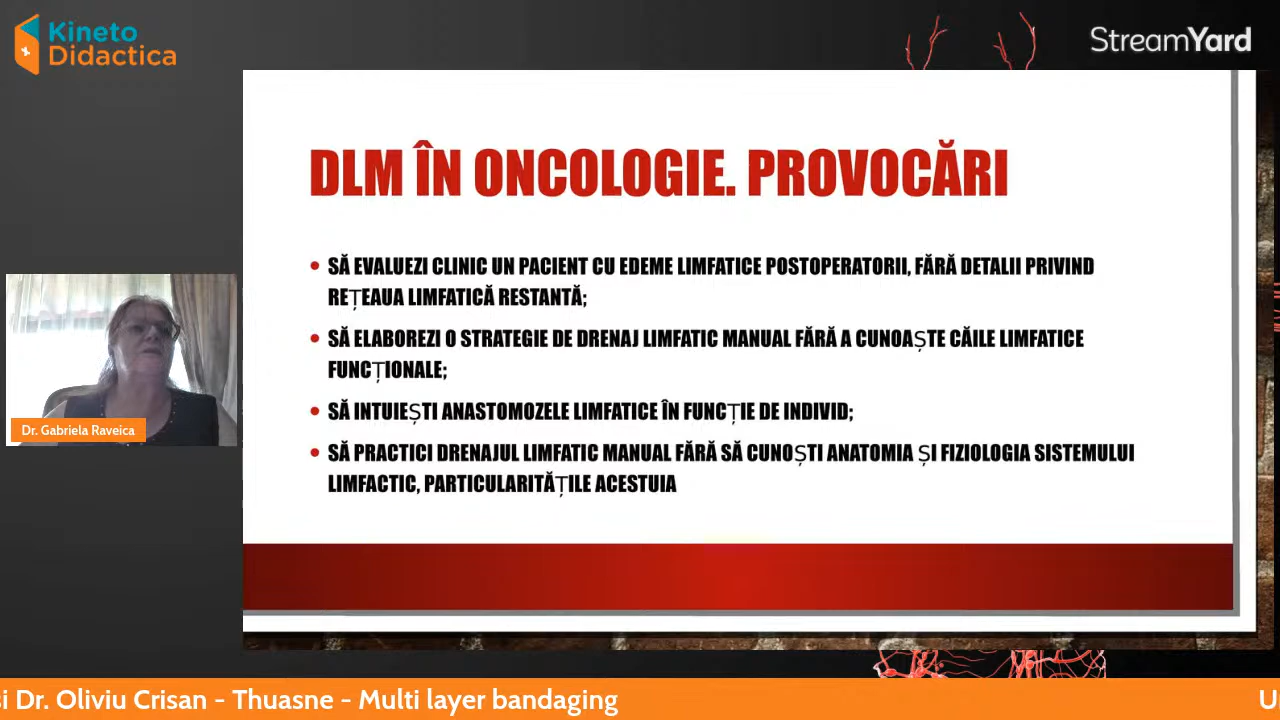 Kineto
Didactica
StreamYard
DLM ÎN ONCOLOGIE. PROVOCĂRI
• SĂ EVALUEZI CLINIC UN PACIENT CU EDEME LIMFATICE POSTOPERATORII, FĂRĂ DETALII PRIVIND
REȚEAUA LIMFATICĂ RESTANTĂ;
• SĂ ELABOREZI O STRATEGIE DE DRENAJ LIMFATIC MANUAL FĂRĂ A CUNOAȘTE CĂILE LIMFATICE
FUNCȚIONALE;
• SĂ INTUIEȘTI ANASTOMOZELE LIMFATICE ÎN FUNCȚIE DE INDIVID;
• SĂ PRACTICI DRENAJUL LIMFATIC MANUAL FĂRĂ SĂ CUNOȘTI ANATOMIA ȘI FIZIOLOGIA SISTEMULUI
LIMFACTIC, PARTICULARITĂȚILE ACESTUIA
Dr. Gabriela Raveica
si Dr. Oliviu Crisan - Thuasne - Multi layer bandaging